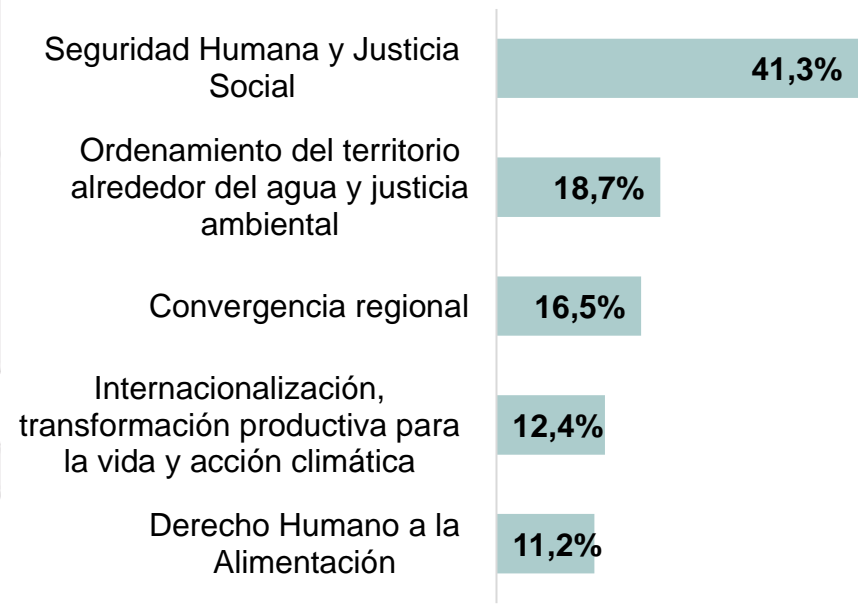 Seguridad Humana y Justicia
Social
41,3%
Ordenamiento del territorio
alrededor del agua y justicia
ambiental
18,7%
Convergencia regional
16,5%
Internacionalización,
transformación productiva para
la vida y acción climática
12,4%
Derecho Humano a la
Alimentación
11,2%